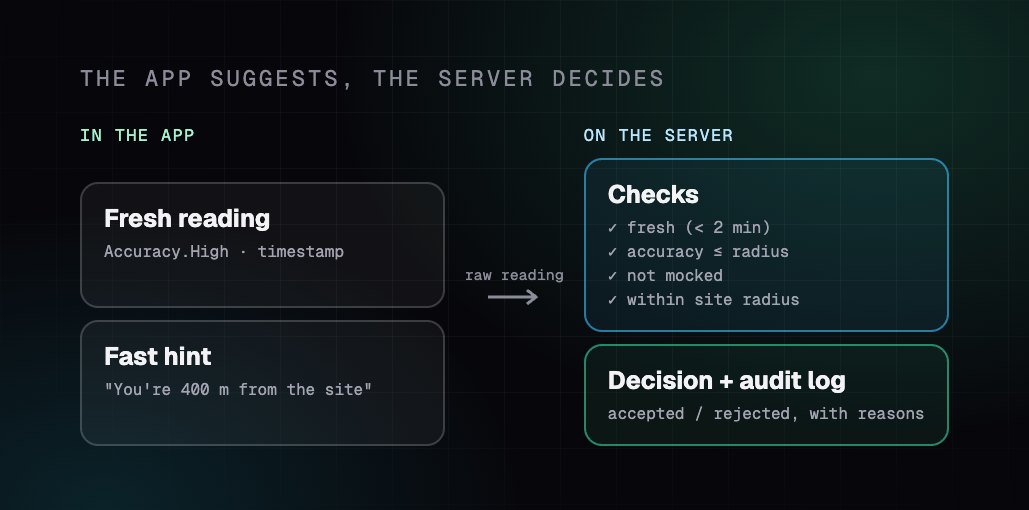 THE APP SUGGESTS, THE SERVER DECIDES
IN THE APP
Fresh reading
Accuracy.High · timestamp
Fast hint
"You're 400 m from the site"
raw reading
ON THE SERVER
Checks
✓ fresh (< 2 min)
✓ accuracy ≤ radius
✓ not mocked
✓ within site radius
Decision + audit log
accepted / rejected, with reasons